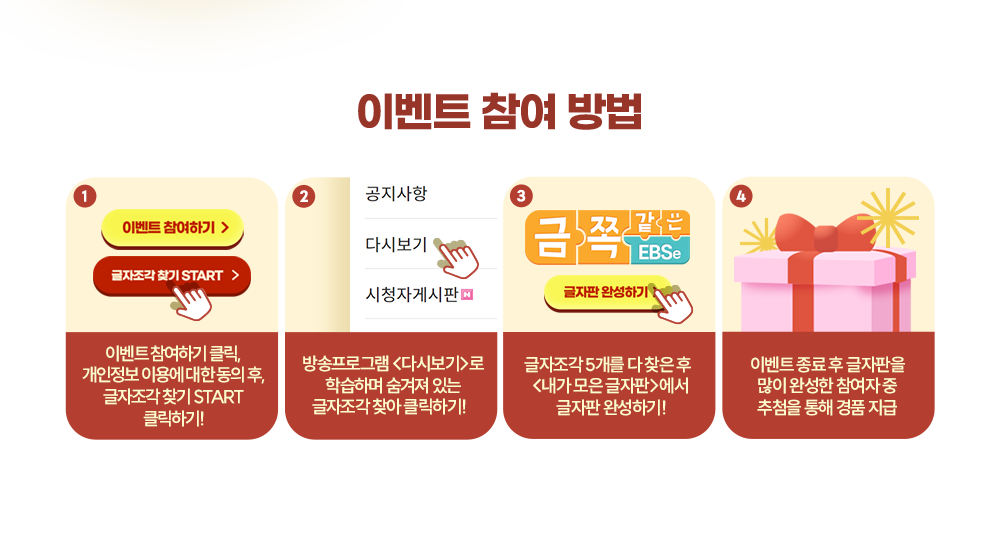 이벤트 참여 방법
1
이벤트 참여하기 >
글자조각 찾기 START >
이벤트 참여하기 클릭,
개인정보 이용에 대한 동의 후,
글자조각 찾기 START
클릭하기!
2
공지사항
다시보기
시청자게시판 M
방송프로그램 <다시보기>로
학습하며 숨겨져 있는
글자조각 찾아 클릭하기!
3
금쪽같은
EBSe
글자판 완성하기
글자조각 5개를 다 찾은 후
<내가 모은 글자판>에서
글자판 완성하기!
4
이벤트 종료 후 글자판을
많이 완성한 참여자 중
추첨을 통해 경품 지급